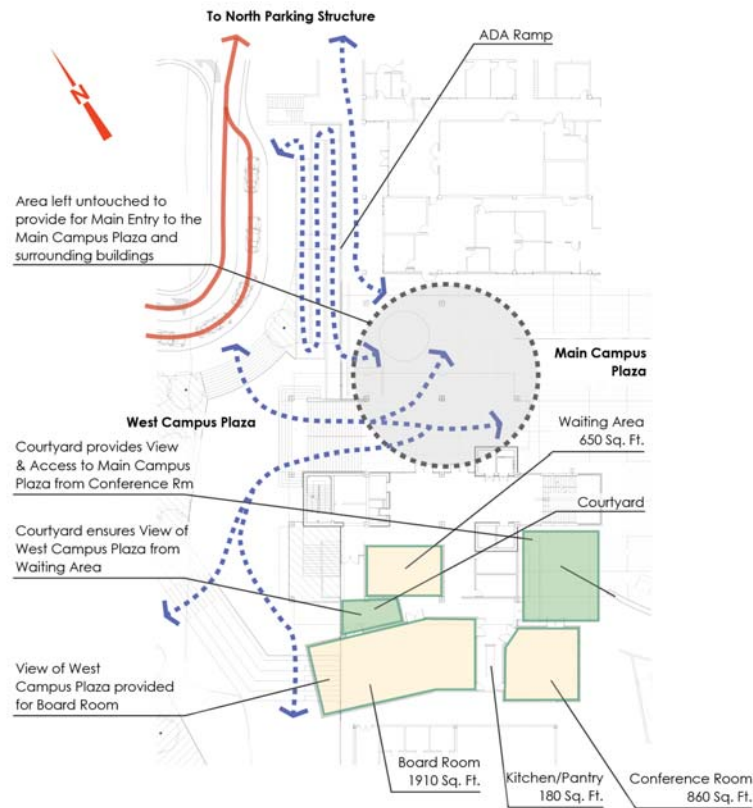 To North Parking Structure
ADA Ramp
N
Area left untouched to
provide for Main Entry to the
Main Campus Plaza and
surrounding buildings
Main Campus
Plaza
West Campus Plaza
Waiting Area
650 Sq. Ft.
Courtyard provides View
& Access to Main Campus
Plaza from Conference Rm
Courtyard
Courtyard ensures View of
West Campus Plaza from
Waiting Area
View of West
Campus Plaza provided
for Board Room
Board Room
1910 Sq. Ft.
Kitchen/Pantry
180 Sq. Ft.
Conference Room
860 Sq. Ft.